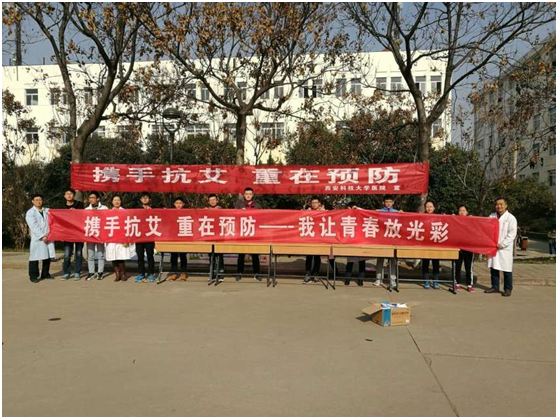 携手抗艾 重在预防
西安科技大学医院 宣
携手抗艾 重在预防——我让青春放光彩